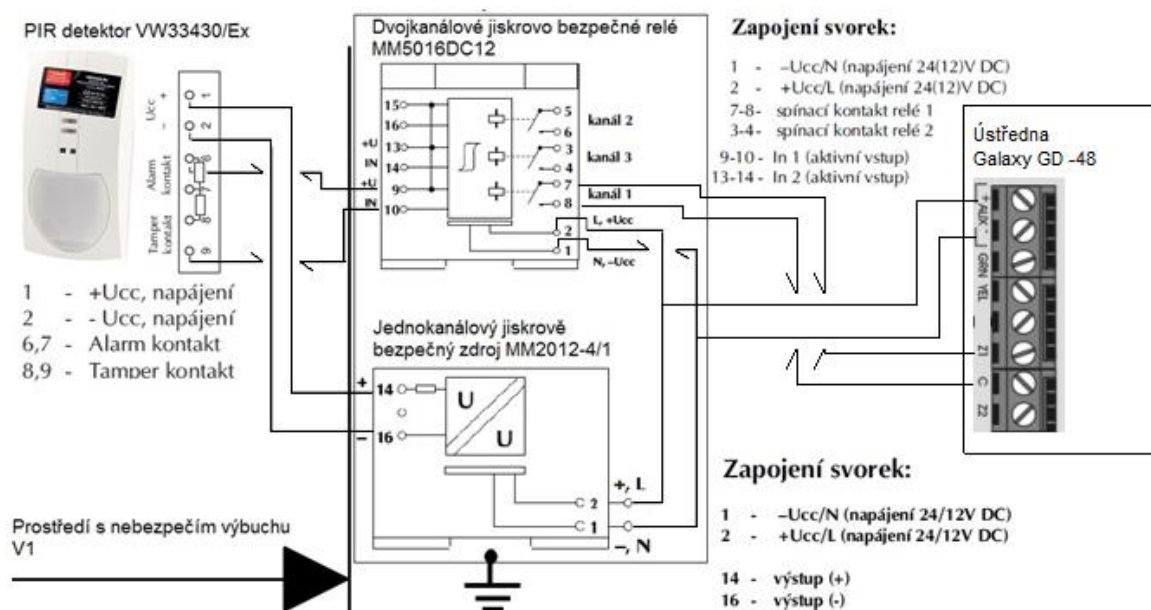 PIR detektor VW33430/Ex
Ucc
+
−
1
2
Alarm
kontakt
6
7
Tamper
kontakt
8
9
1 - +Ucc, napájení
2 - - Ucc, napájení
6,7 - Alarm kontakt
8,9 - Tamper kontakt
Prostředí s nebezpečím výbuchu
V1
Dvojkanálové jiskrovo bezpečné relé
MM5016DC12
15
16
+U
13
IN
14
+U
9
IN
10
5
6
kanál 2
3
4
kanál 3
7
8
kanál 1
L, +Ucc
2
1
N, −Ucc
Jednokanálový jiskrově
bezpečný zdroj MM2012-4/1
+
14
16
−
U
U
+, L
2
1
−, N
Zapojení svorek:
1 - −Ucc/N (napájení 24(12)V DC)
2 - +Ucc/L (napájení 24(12)V DC)
7-8- spínací kontakt relé 1
3-4- spínací kontakt relé 2
9-10 - In 1 (aktivní vstup)
13-14 - In 2 (aktivní vstup)
Ústředna
Galaxy GD -48
+ AUX -
GRN
YEL
Z1
C
Z2
Zapojení svorek:
1 - −Ucc/N (napájení 24/12V DC)
2 - +Ucc/L (napájení 24/12V DC)
14 - výstup (+)
16 - výstup (-)